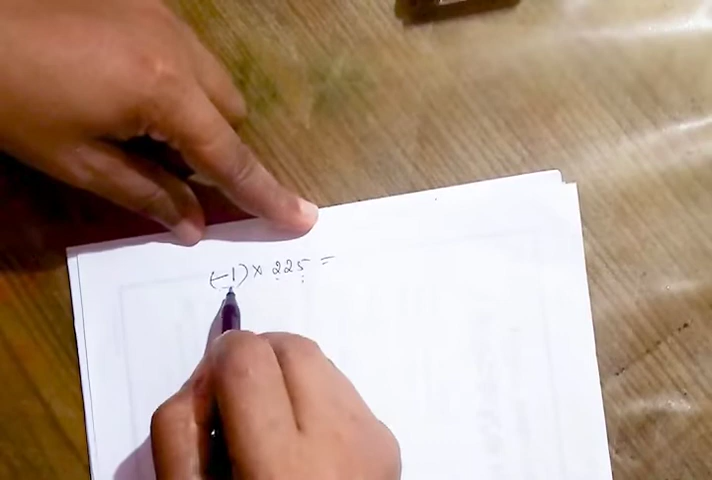 (-1) × 225 =